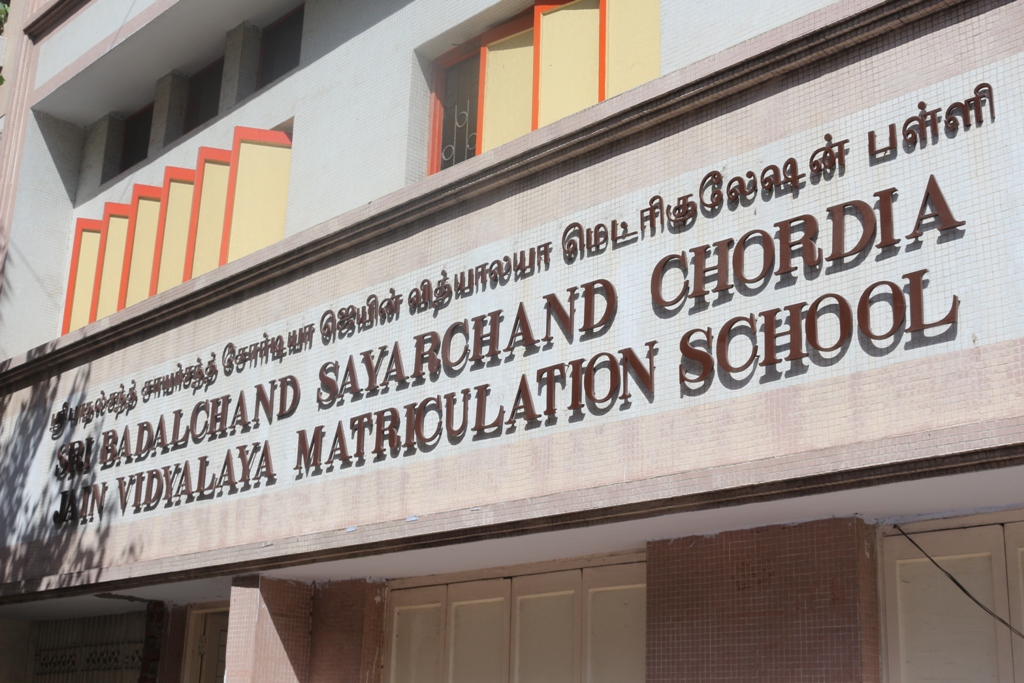 ஸ்ரீ பாதல்சந்த் சாயர்சந்த் சோர்டியா ஜெயின் வித்யாலயா மெட்ரிகுலேஷன் பள்ளி
SRI BADALCHAND SAYARCHAND CHORDIA
JAIN VIDYALAYA MATRICULATION SCHOOL